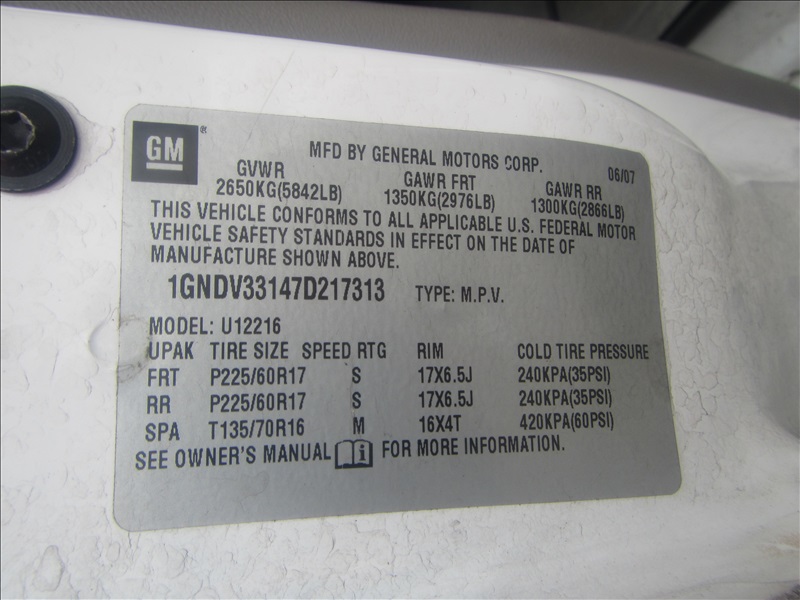 GM®
MFD BY GENERAL MOTORS CORP. 06/07
GVWR GAWR FRT GAWR RR
2650KG(5842LB) 1350KG(2976LB) 1300KG(2866LB)
THIS VEHICLE CONFORMS TO ALL APPLICABLE U.S. FEDERAL MOTOR
VEHICLE SAFETY STANDARDS IN EFFECT ON THE DATE OF
MANUFACTURE SHOWN ABOVE.
1GNDV33147D217313 TYPE: M.P.V.
MODEL: U12216
UPAK TIRE SIZE SPEED RTG RIM COLD TIRE PRESSURE
FRT P225/60R17 S 17X6.5J 240KPA(35PSI)
RR P225/60R17 S 17X6.5J 240KPA(35PSI)
SPA T135/70R16 M 16X4T 420KPA(60PSI)
SEE OWNER'S MANUAL i FOR MORE INFORMATION.